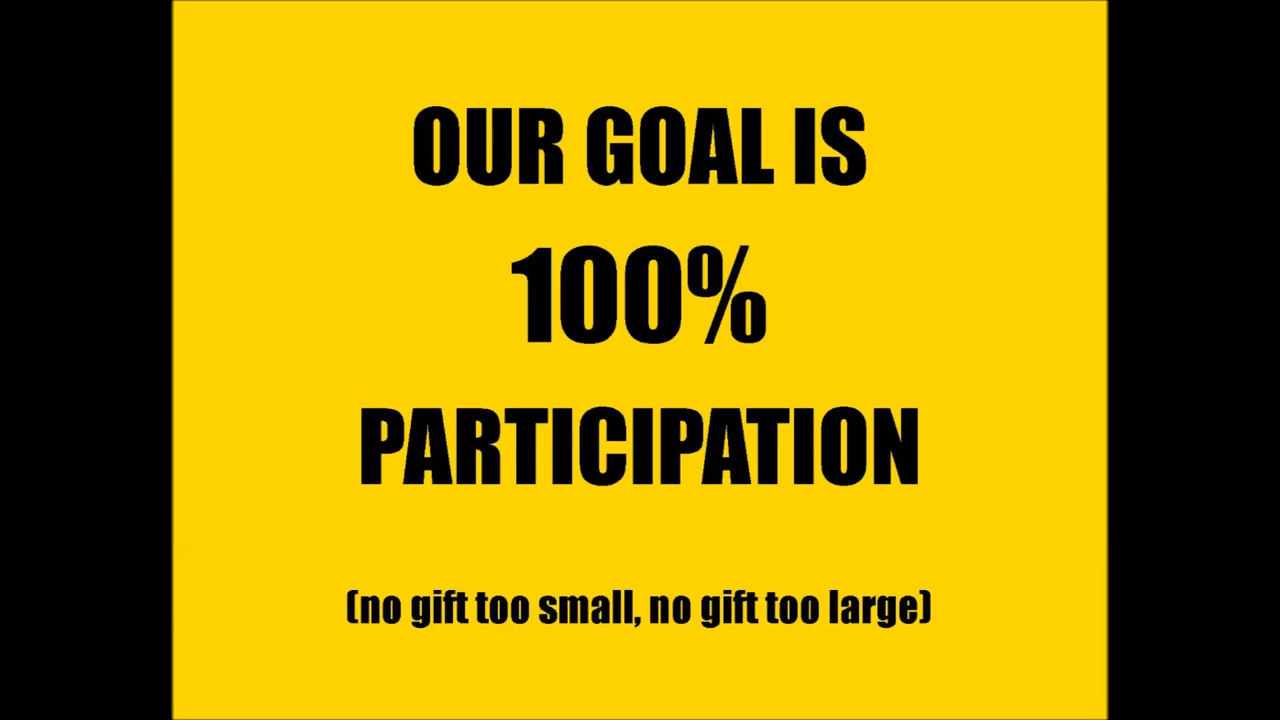 OUR GOAL IS
100%
PARTICIPATION
(no gift too small, no gift too large)